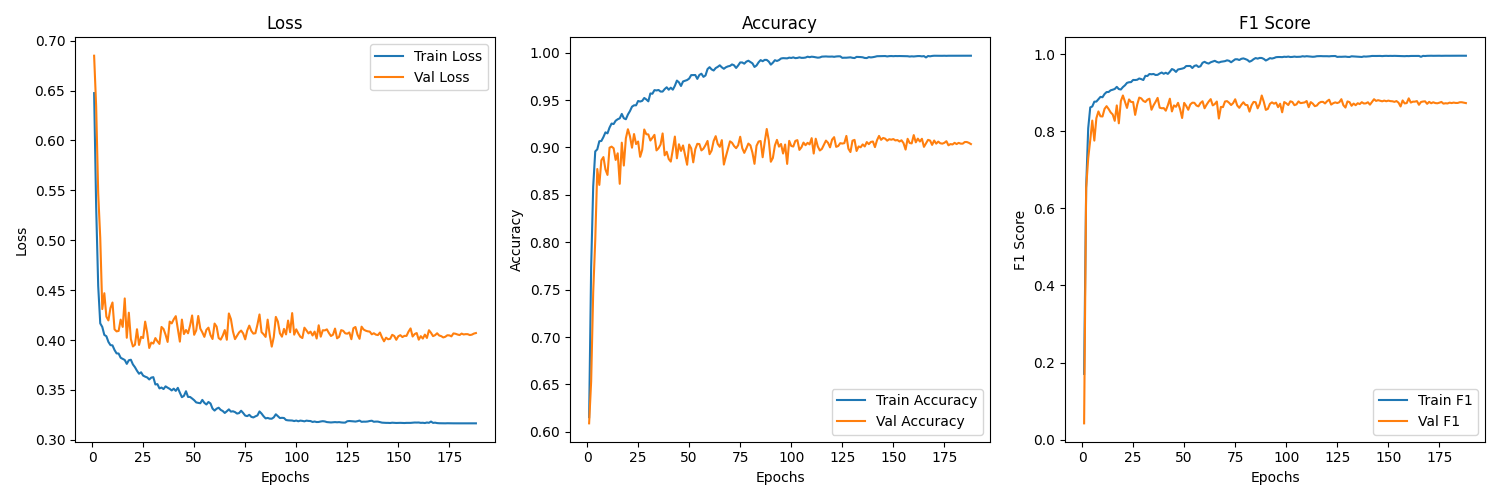 Loss
Loss
0.70
0.65
0.60
0.55
0.50
0.45
0.40
0.35
0.30
Train Loss
Val Loss
0 25 50 75 100 125 150 175
Epochs
Accuracy
Accuracy
1.00
0.95
0.90
0.85
0.80
0.75
0.70
0.65
0.60
Train Accuracy
Val Accuracy
0 25 50 75 100 125 150 175
Epochs
F1 Score
F1 Score
1.0
0.8
0.6
0.4
0.2
0.0
Train F1
Val F1
0 25 50 75 100 125 150 175
Epochs